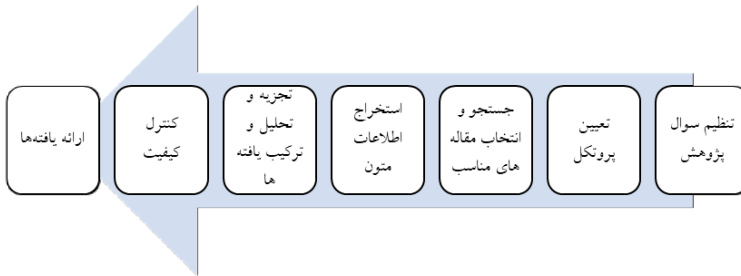 تنظیم سوال
پژوهش
تعیین
پروتکل
جستجو و
انتخاب مقاله
های مناسب
استخراج
اطلاعات
متون
تجزیه و
تحلیل و
ترکیب یافته
ها
کنترل
کیفیت
ارائه یافته‌ها